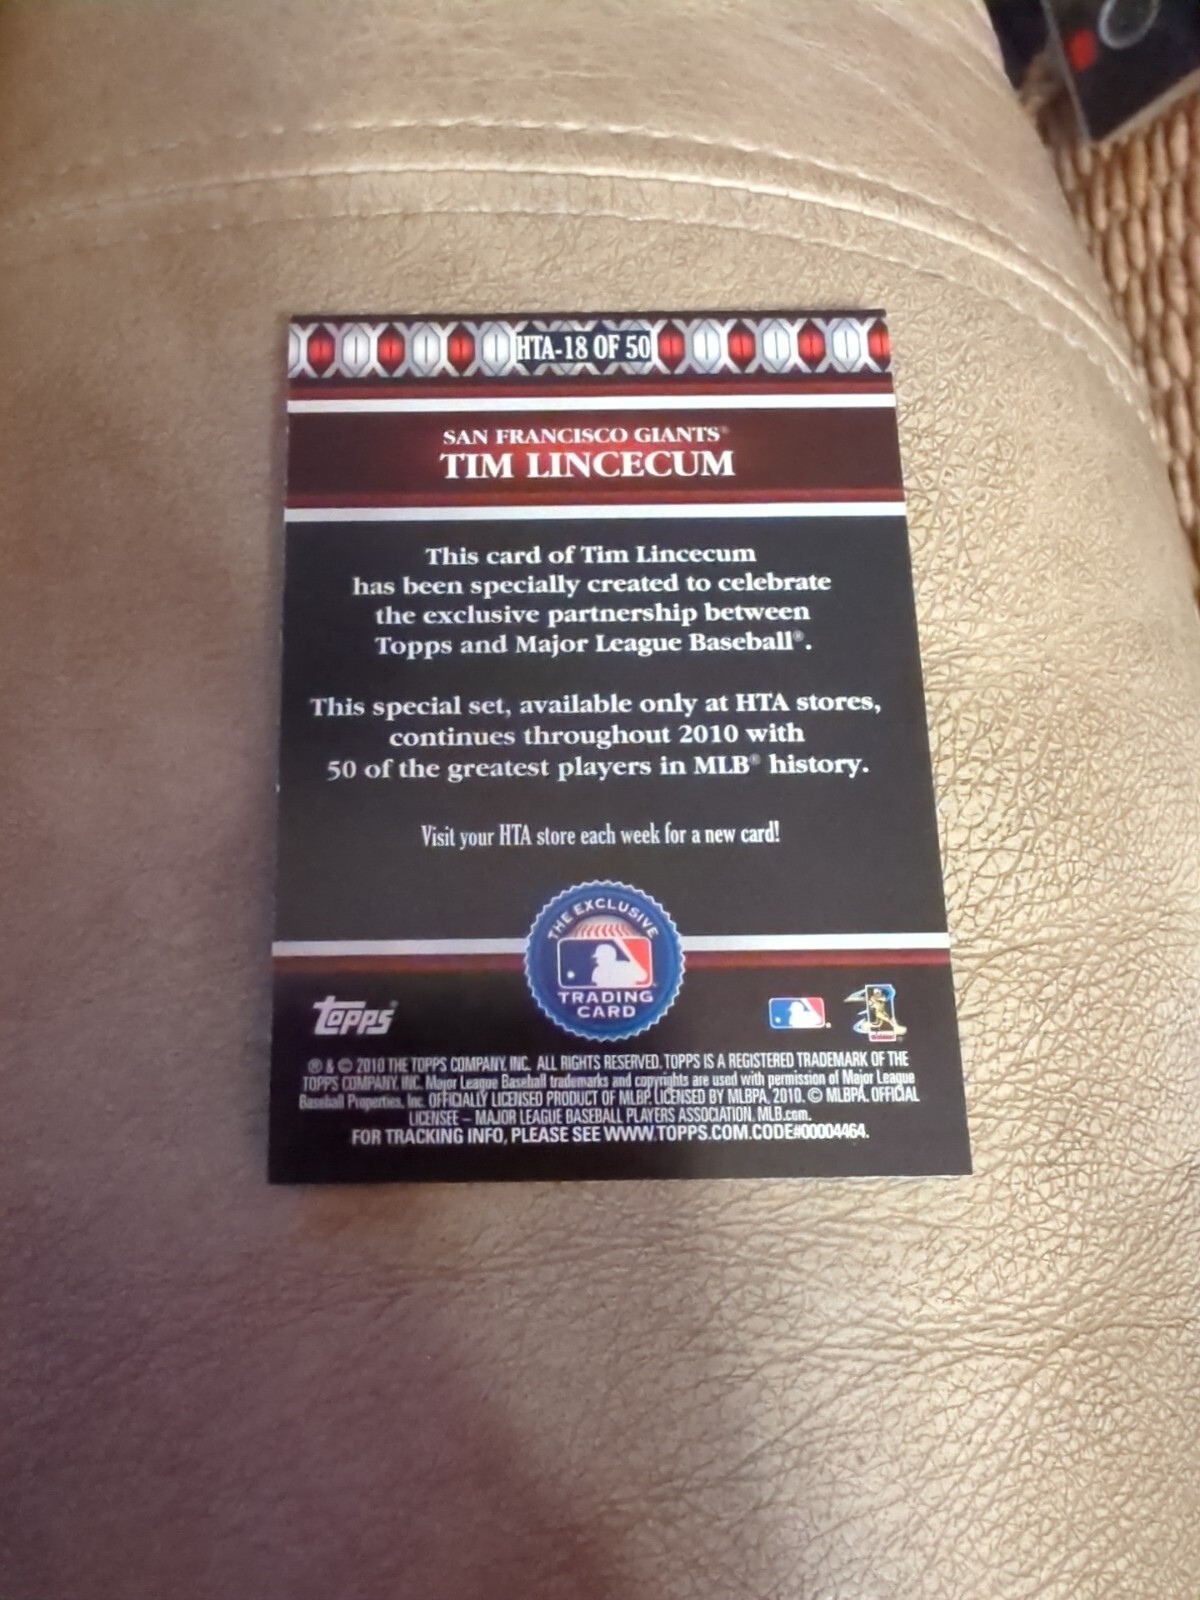 HTA-18 OF 50
SAN FRANCISCO GIANTS®
TIM LINCECUM
This card of Tim Lincecum
has been specially created to celebrate
the exclusive partnership between
Topps and Major League Baseball®.
This special set, available only at HTA stores,
continues throughout 2010 with
50 of the greatest players in MLB® history.
Visit your HTA store each week for a new card!
THE EXCLUSIVE
TRADING
CARD
Topps®
® & © 2010 THE TOPPS COMPANY, INC. ALL RIGHTS RESERVED. TOPPS IS A REGISTERED TRADEMARK OF THE
TOPPS COMPANY, INC. Major League Baseball trademarks and copyrights are used with permission of Major League
Baseball Properties, Inc. OFFICIALLY LICENSED PRODUCT OF MLBP. LICENSED BY MLBPA, 2010. © MLBPA. OFFICIAL
LICENSEE – MAJOR LEAGUE BASEBALL PLAYERS ASSOCIATION. MLB.com.
FOR TRACKING INFO, PLEASE SEE WWW.TOPPS.COM.CODE#00004464.